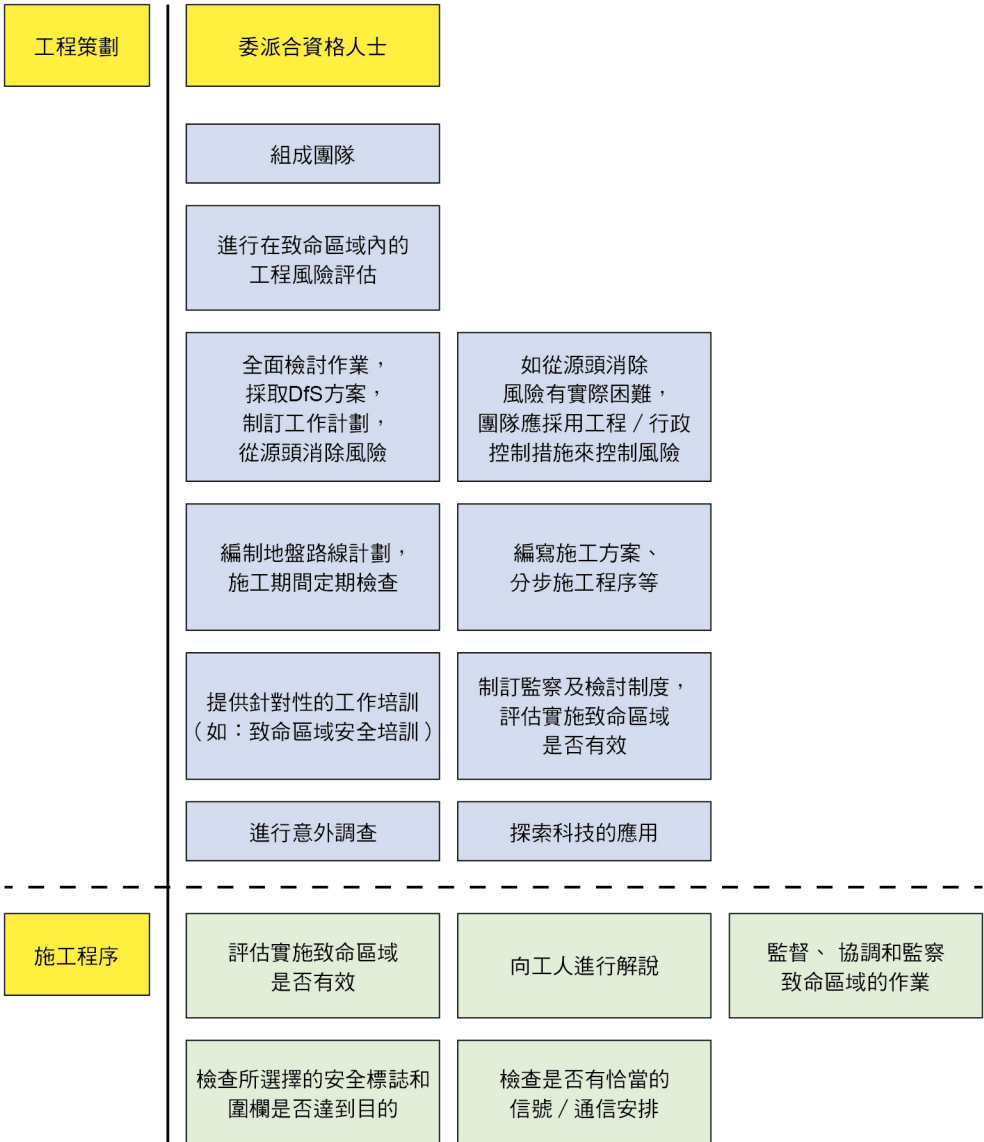 工程策劃
委派合資格人士
組成團隊
進行在致命區域內的
工程風險評估
全面檢討作業，
採取DfS方案，
制訂工作計劃，
從源頭消除風險
如從源頭消除
風險有實際困難，
團隊應採用工程／行政
控制措施來控制風險
編制地盤路線計劃，
施工期間定期檢查
編寫施工方案、
分步施工程序等
提供針對性的工作培訓
（如：致命區域安全培訓）
制訂監察及檢討制度，
評估實施致命區域
是否有效
進行意外調查
探索科技的應用
施工程序
評估實施致命區域
是否有效
向工人進行解說
監督、 協調和監察
致命區域的作業
檢查所選擇的安全標誌和
圍欄是否達到目的
檢查是否有恰當的
信號／通信安排